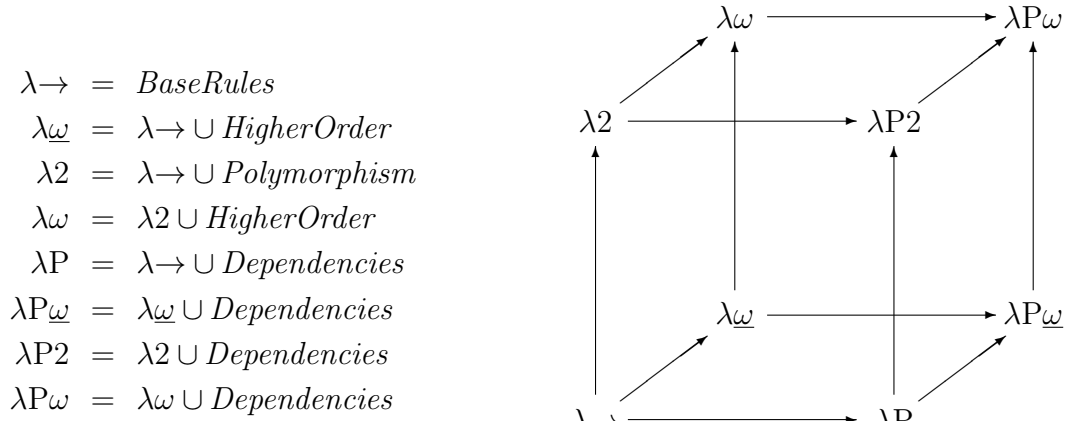 λ→ = BaseRules
λω̲ = λ→ ∪ HigherOrder
λ2 = λ→ ∪ Polymorphism
λω = λ2 ∪ HigherOrder
λP = λ→ ∪ Dependencies
λPω̲ = λω̲ ∪ Dependencies
λP2 = λ2 ∪ Dependencies
λPω = λω ∪ Dependencies
λω λPω
λ2 λP2
λω̲ λPω̲
λ→ λP